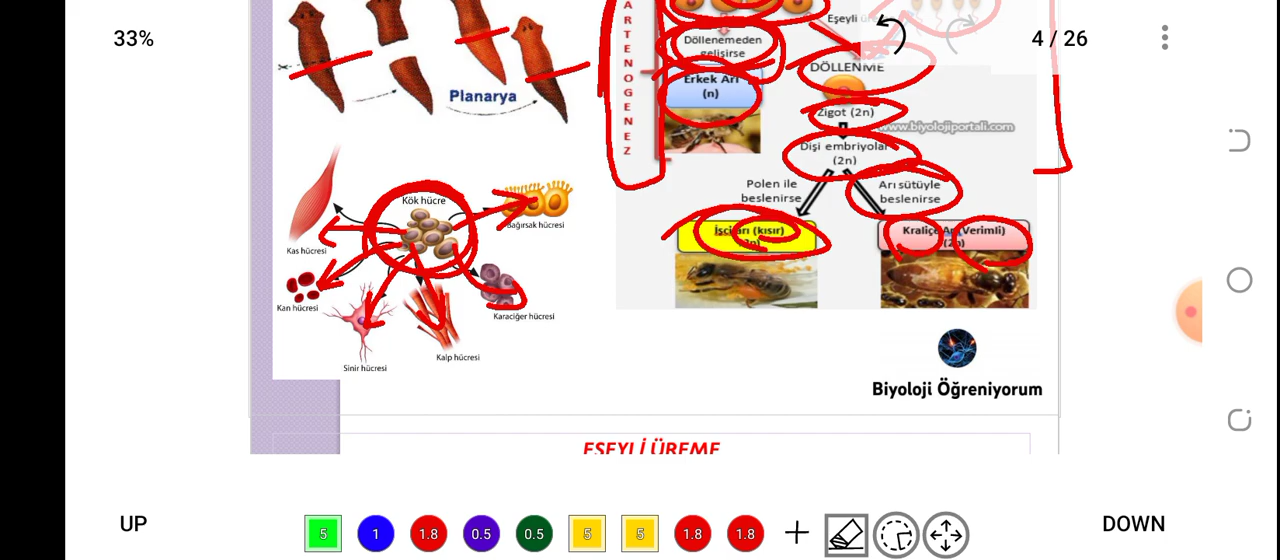 33%
4 / 26
Planarya
A
R
T
E
N
O
G
E
N
E
Z
Döllenemeden
gelişirse
Erkek Arı
(n)
Eşeyli
DÖLLENME
Zigot (2n)
www.biyolojiportali.com
Dişi embriyolar
(2n)
Polen ile
beslenirse
Arı sütüyle
beslenirse
İşçi arı (kısır)
Kraliçe Arı (Verimli)
(2n)
Kök hücre
Bağırsak hücresi
Kas hücresi
Kan hücresi
Karaciğer hücresi
Kalp hücresi
Sinir hücresi
Biyoloji Öğreniyorum
EŞEYLİ ÜREME
UP
5
1
1.8
0.5
0.5
5
5
1.8
1.8
DOWN